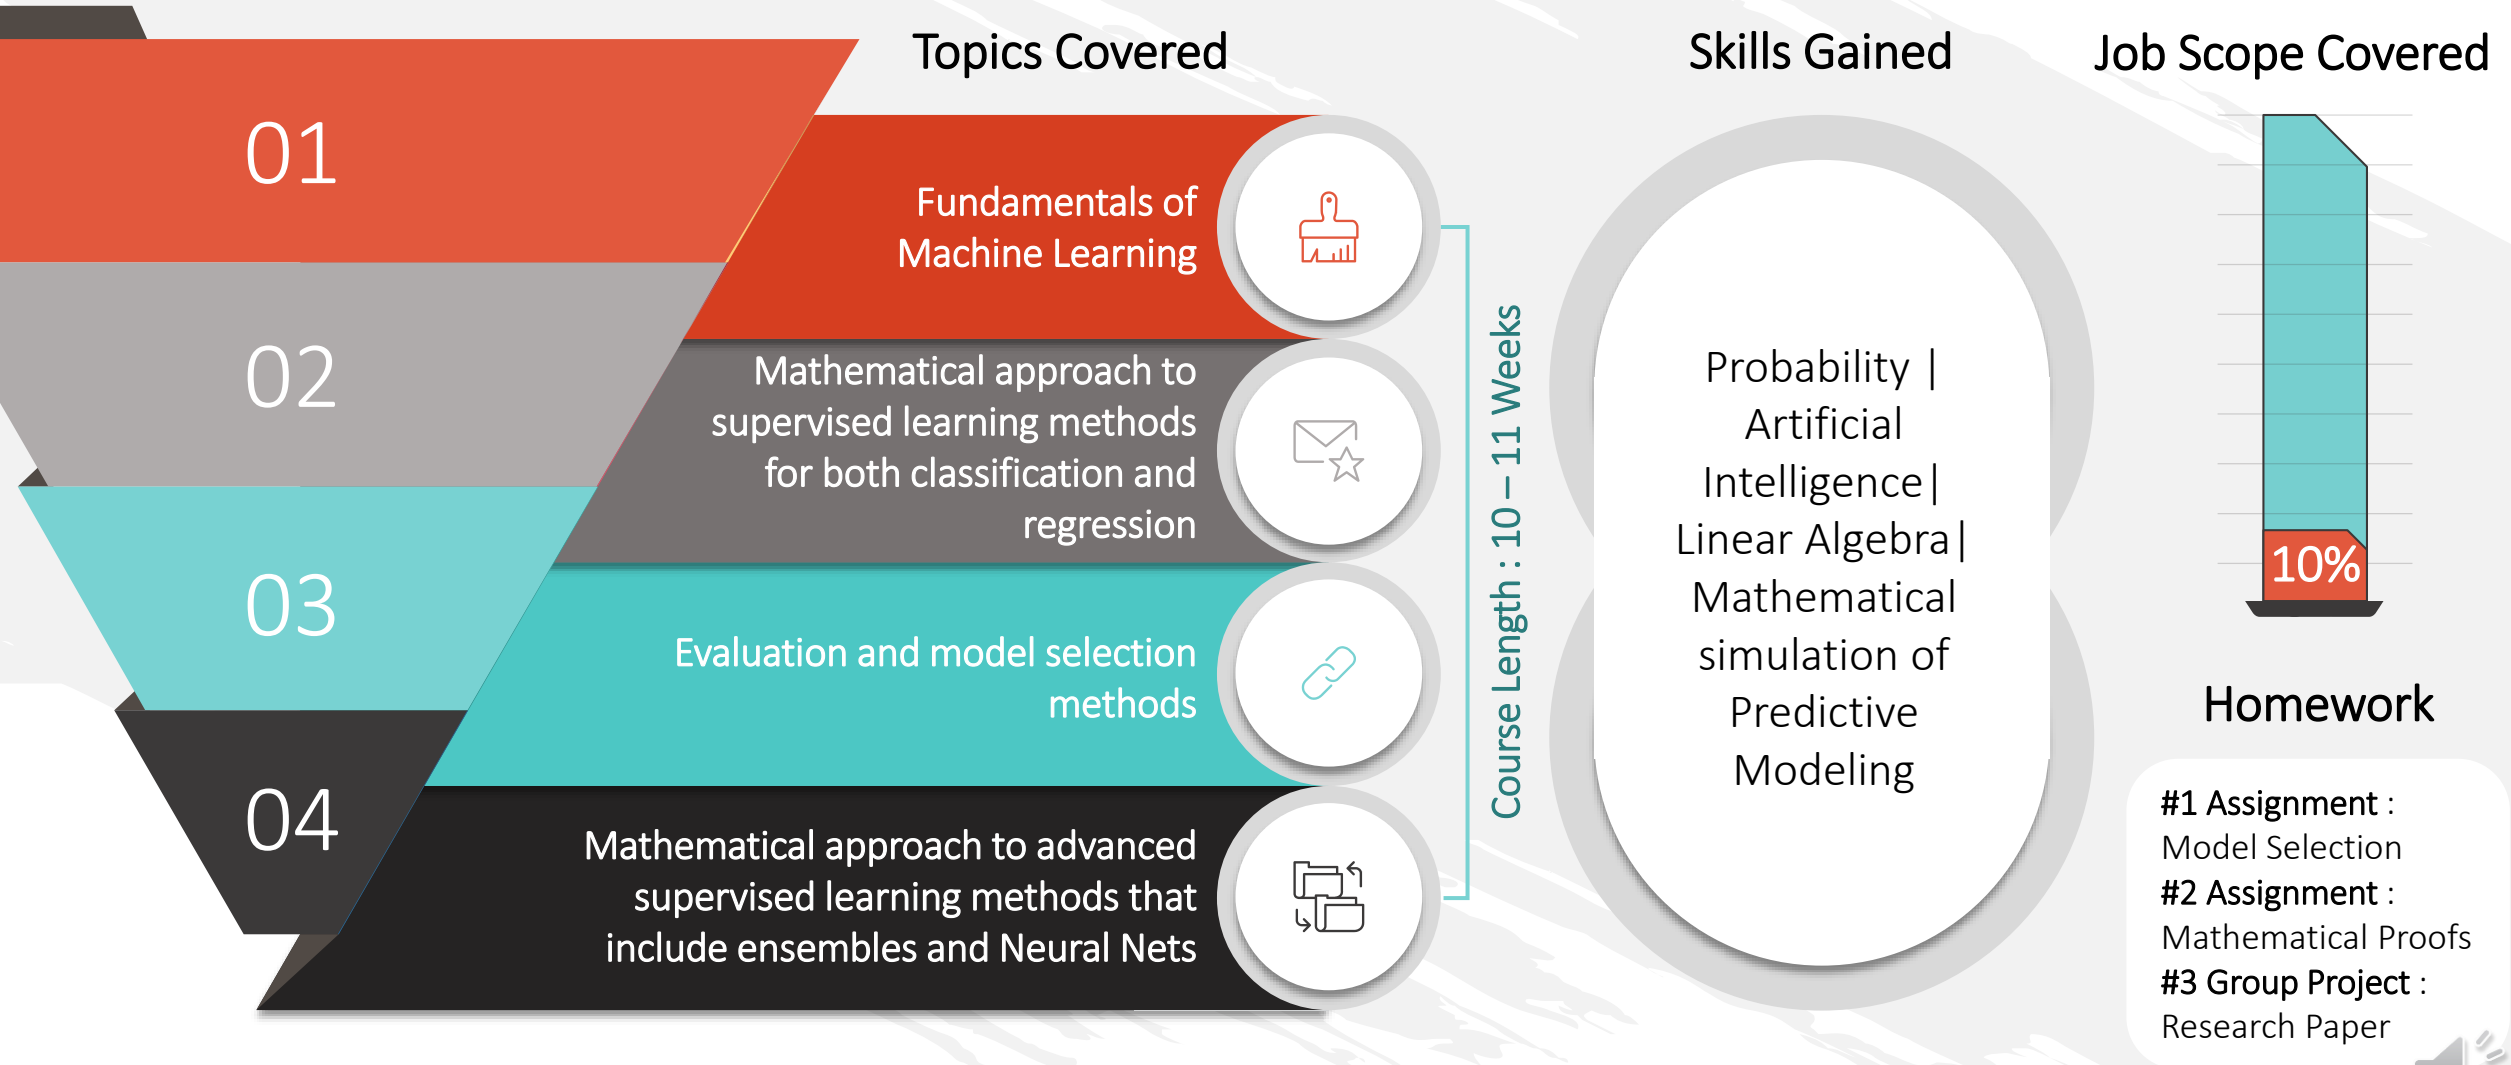 Topics Covered
Skills Gained
Job Scope Covered
01
Fundamentals of
Machine Learning
02
Mathematical approach to
supervised learning methods
for both classification and
regression
03
Evaluation and model selection
methods
04
Mathematical approach to advanced
supervised learning methods that
include ensembles and Neural Nets
Course Length : 10 – 11 Weeks
Probability |
Artificial
Intelligence|
Linear Algebra|
Mathematical
simulation of
Predictive
Modeling
10%
Homework
#1 Assignment :
Model Selection
#2 Assignment :
Mathematical Proofs
#3 Group Project :
Research Paper